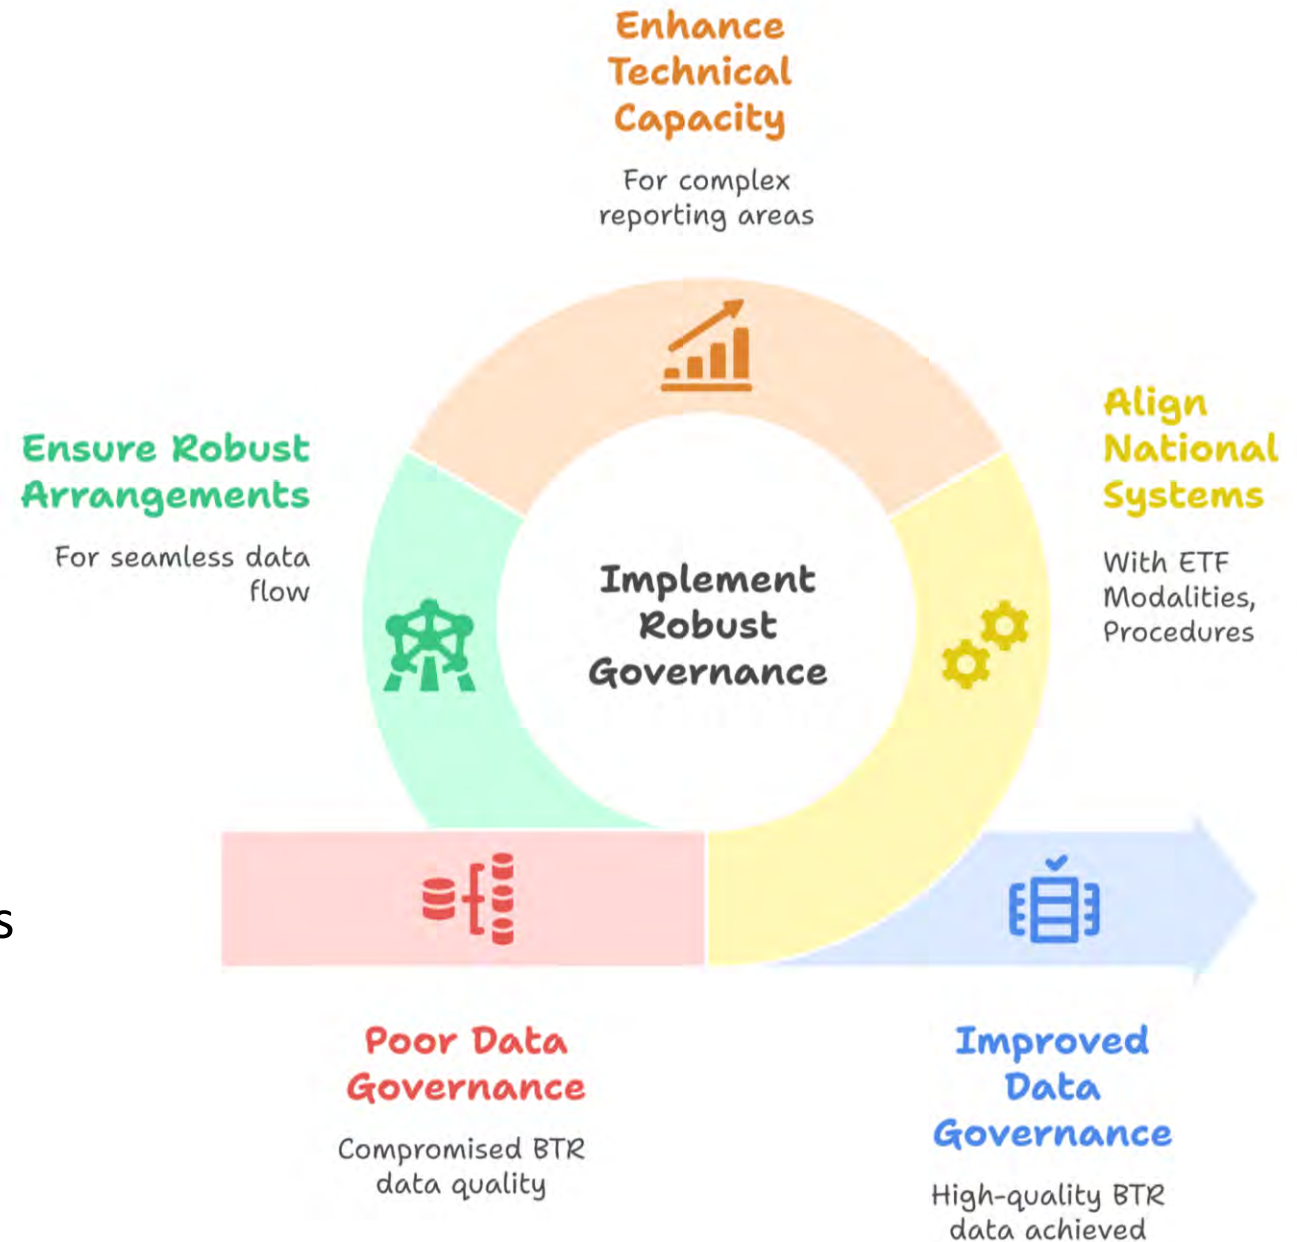 Enhance
Technical
Capacity
For complex
reporting areas
Align
National
Systems
With ETF
Modalities,
Procedures
Ensure Robust
Arrangements
For seamless data
flow
Implement
Robust
Governance
s
Poor Data
Governance
Compromised BTR
data quality
Improved
Data
Governance
High-quality BTR
data achieved